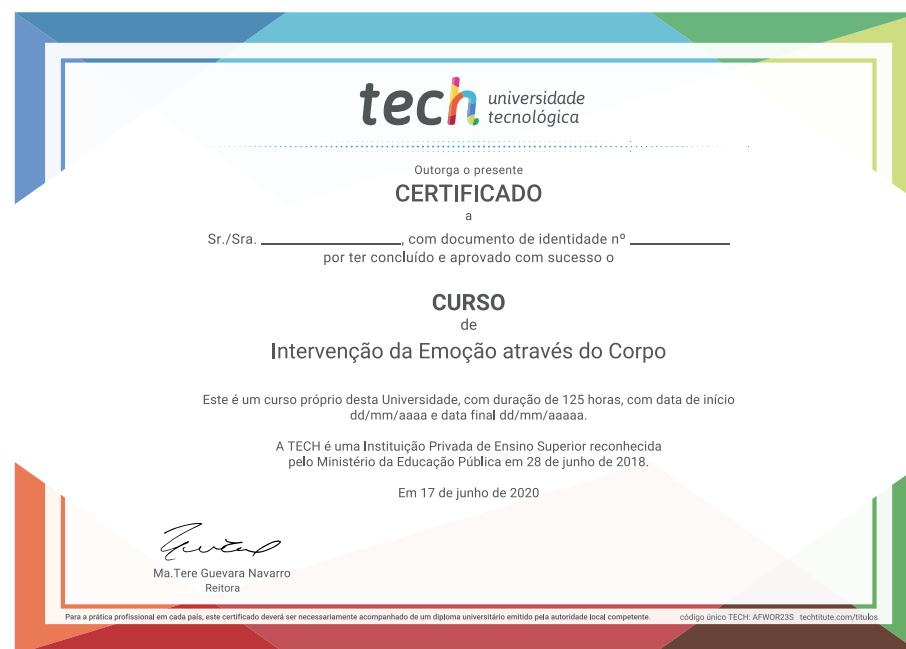 tech universidade
tecnológica
Outorga o presente
CERTIFICADO
a
Sr./Sra. ____________________, com documento de identidade nº ______________
por ter concluído e aprovado com sucesso o
CURSO
de
Intervenção da Emoção através do Corpo
Este é um curso próprio desta Universidade, com duração de 125 horas, com data de início
dd/mm/aaaa e data final dd/mm/aaaaa.
A TECH é uma Instituição Privada de Ensino Superior reconhecida
pelo Ministério da Educação Pública em 28 de junho de 2018.
Em 17 de junho de 2020
Ma.Tere Guevara Navarro
Reitora
Para a prática profissional em cada país, este certificado deverá ser necessariamente acompanhado de um diploma universitário emitido pela autoridade local competente. código único TECH: AFWOR23S techtitute.com/titulos